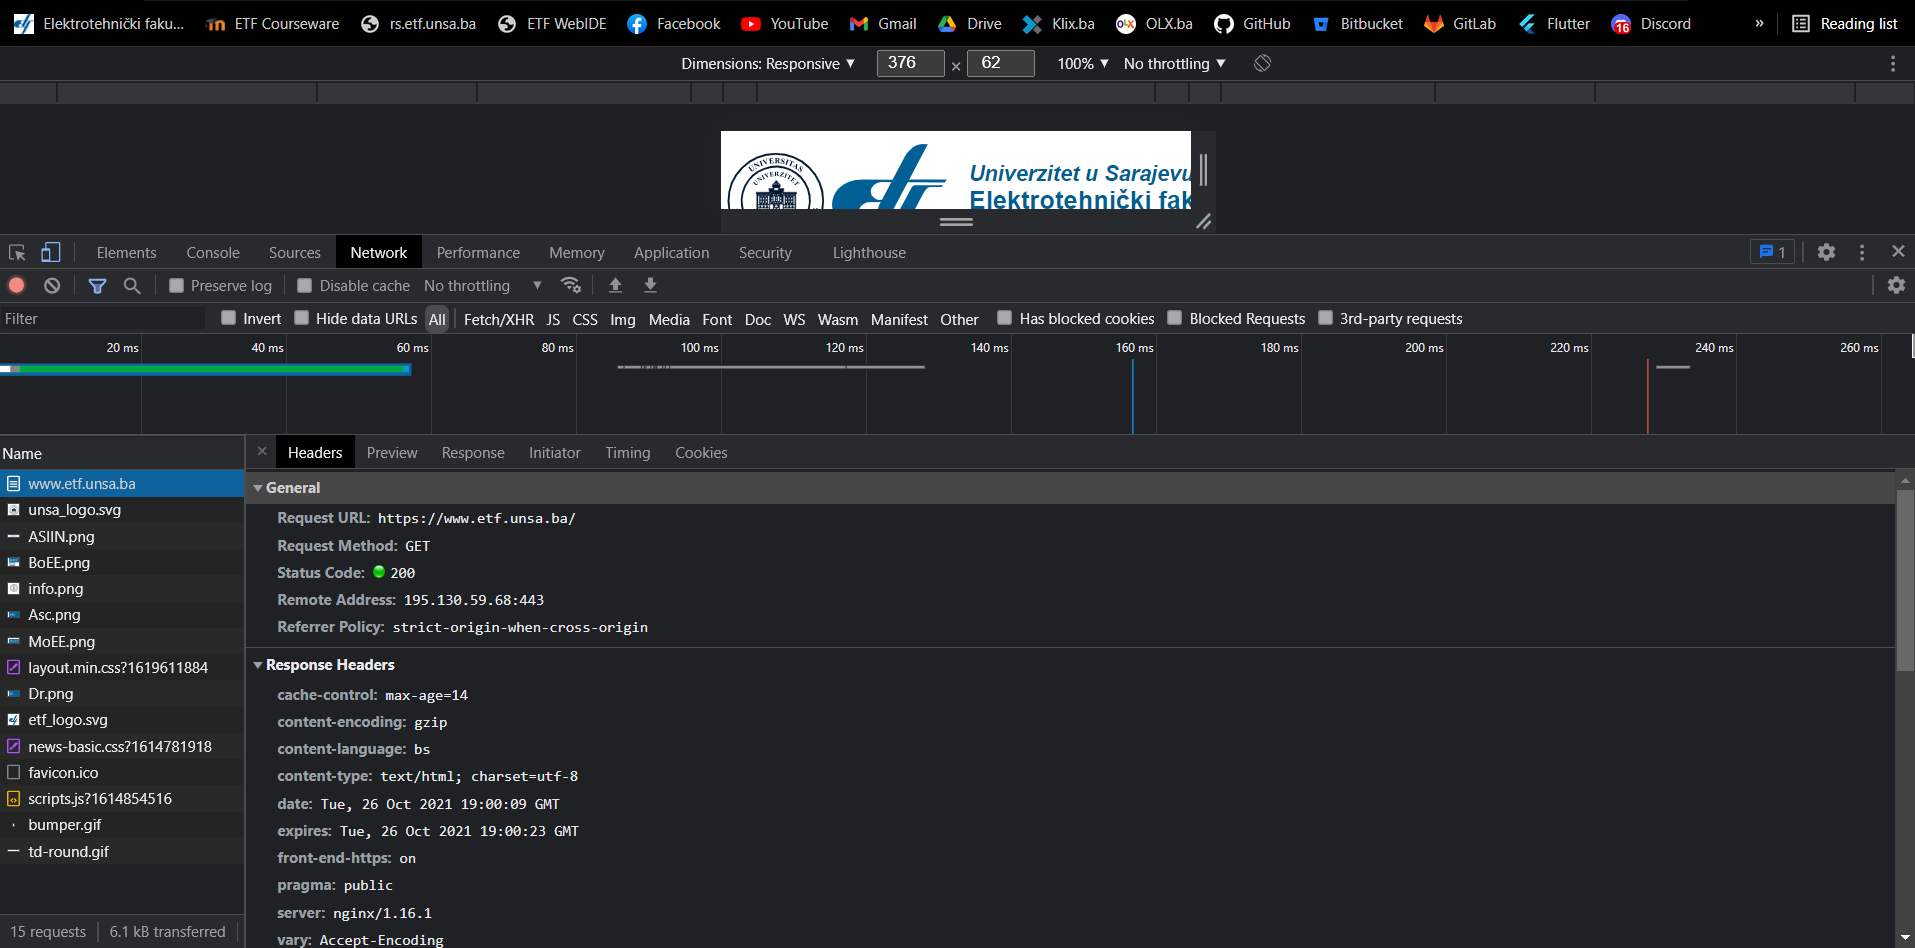 Elektrotehnički faku... ETF Courseware rs.etf.unsa.ba ETF WebIDE Facebook YouTube Gmail Drive Klix.ba OLX OLX.ba GitHub Bitbucket GitLab Flutter 16 Discord » Reading list
Dimensions: Responsive ▼ 376 × 62 100% ▼ No throttling ▼
UNIVERSITAS
UNIVERZITET
Univerzitet u Sarajevu
Elektrotehnički fak
Elements Console Sources Network Performance Memory Application Security Lighthouse 1
Preserve log Disable cache No throttling ▼
Filter Invert Hide data URLs All Fetch/XHR JS CSS Img Media Font Doc WS Wasm Manifest Other Has blocked cookies Blocked Requests 3rd-party requests
20 ms 40 ms 60 ms 80 ms 100 ms 120 ms 140 ms 160 ms 180 ms 200 ms 220 ms 240 ms 260 ms
Name
www.etf.unsa.ba
unsa_logo.svg
ASIIN.png
BoEE.png
info.png
Asc.png
MoEE.png
layout.min.css?1619611884
Dr.png
etf_logo.svg
news-basic.css?1614781918
favicon.ico
scripts.js?1614854516
bumper.gif
td-round.gif
15 requests 6.1 kB transferred
Headers Preview Response Initiator Timing Cookies
General
Request URL: https://www.etf.unsa.ba/
Request Method: GET
Status Code: 200
Remote Address: 195.130.59.68:443
Referrer Policy: strict-origin-when-cross-origin
Response Headers
cache-control: max-age=14
content-encoding: gzip
content-language: bs
content-type: text/html; charset=utf-8
date: Tue, 26 Oct 2021 19:00:09 GMT
expires: Tue, 26 Oct 2021 19:00:23 GMT
front-end-https: on
pragma: public
server: nginx/1.16.1
vary: Accept-Encoding